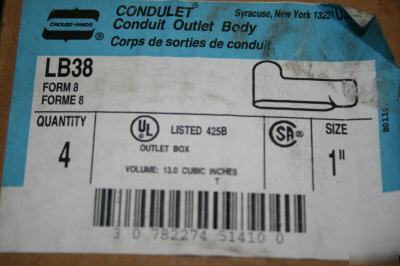 CROUSE-HINDS
CONDULET®
Syracuse, New York 13221
Conduit Outlet Body
Corps de sorties de conduit
LB38
FORM 8
FORME 8
QUANTITY
4
UL
LISTED 425B
OUTLET BOX
VOLUME: 13.0 CUBIC INCHES
T
SA
SIZE
1"
3 0 782274 51410 0